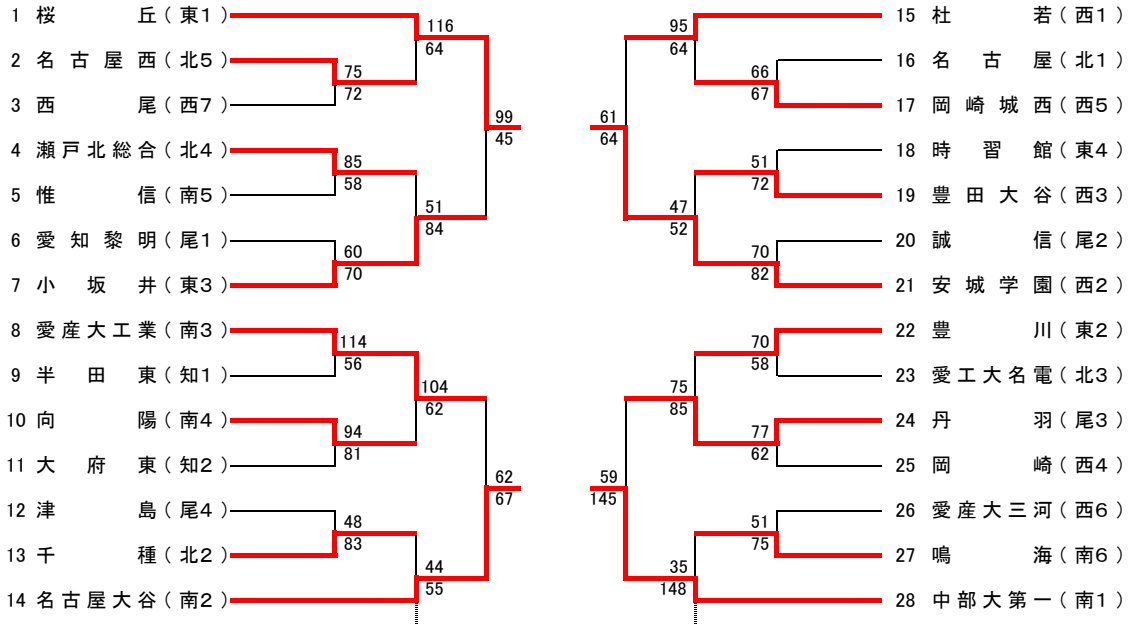 1 桜丘(東1)
2 名古屋西(北5)
3 西尾(西7)
4 瀬戸北総合(北4)
5 惟信(南5)
6 愛知黎明(尾1)
7 小坂井(東3)
8 愛産大工業(南3)
9 半田東(知1)
10 向陽(南4)
11 大府東(知2)
12 津島(尾4)
13 千種(北2)
14 名古屋大谷(南2)
75
72
85
58
60
70
114
56
94
81
48
83
116
64
51
84
104
62
44
55
99
45
62
67
61
64
59
145
95
64
47
52
75
85
35
148
66
67
51
72
70
82
70
58
77
62
51
75
15 杜若(西1)
16 名古屋(北1)
17 岡崎城西(西5)
18 時習館(東4)
19 豊田大谷(西3)
20 誠信(尾2)
21 安城学園(西2)
22 豊川(東2)
23 愛工大名電(北3)
24 丹羽(尾3)
25 岡崎(西4)
26 愛産大三河(西6)
27 鳴海(南6)
28 中部大第一(南1)